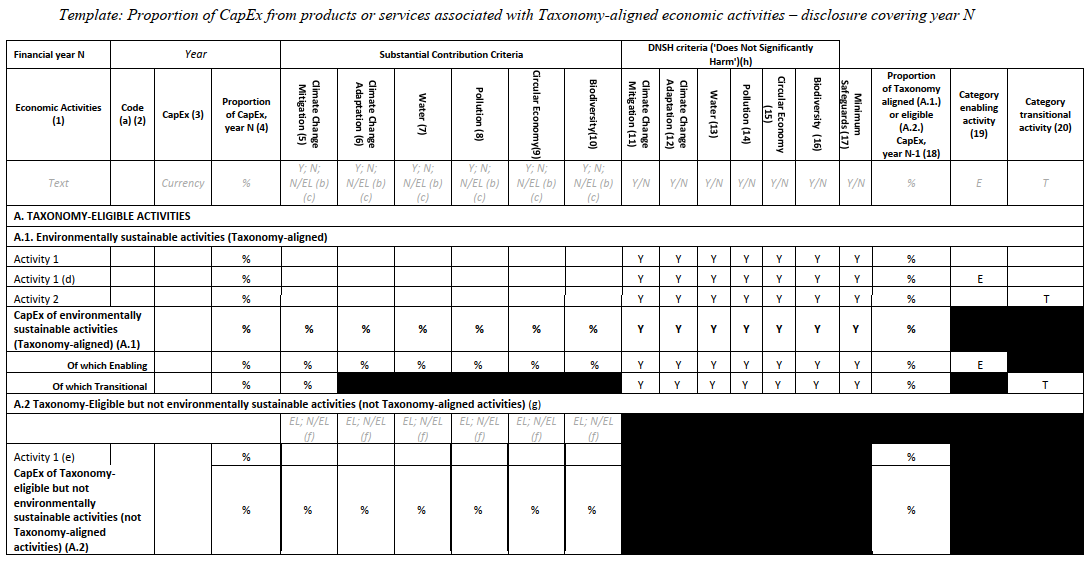 Template: Proportion of CapEx from products or services associated with Taxonomy-aligned economic activities – disclosure covering year N
Financial year N Year Substantial Contribution Criteria DNSH criteria ('Does Not Significantly Harm')(h)
Economic Activities (1) Code (a) (2) CapEx (3) Proportion of CapEx, year N (4) Climate Change Mitigation (5) Climate Change Adaptation (6) Water (7) Pollution (8) Circular Economy(9) Biodiversity(10) Climate Change Mitigation (11) Climate Change Adaptation (12) Water (13) Pollution (14) Circular Economy (15) Biodiversity (16) Minimum Safeguards (17) Proportion of Taxonomy aligned (A.1.) or eligible (A.2.) CapEx, year N-1 (18) Category enabling activity (19) Category transitional activity (20)
Text Currency % Y; N; N/EL (b) (c) Y; N; N/EL (b) (c) Y; N; N/EL (b) (c) Y; N; N/EL (b) (c) Y; N; N/EL (b) (c) Y; N; N/EL (b) (c) Y/N Y/N Y/N Y/N Y/N Y/N Y/N % E T
A. TAXONOMY-ELIGIBLE ACTIVITIES
A.1. Environmentally sustainable activities (Taxonomy-aligned)
Activity 1 % Y Y Y Y Y Y Y %
Activity 1 (d) % Y Y Y Y Y Y Y % E
Activity 2 % Y Y Y Y Y Y Y % T
CapEx of environmentally sustainable activities (Taxonomy-aligned) (A.1) % % % % % % % Y Y Y Y Y Y Y %
Of which Enabling % % % % % % % Y Y Y Y Y Y Y % E
Of which Transitional % % Y Y Y Y Y Y Y % T
A.2 Taxonomy-Eligible but not environmentally sustainable activities (not Taxonomy-aligned activities) (g)
EL; N/EL (f) EL; N/EL (f) EL; N/EL (f) EL; N/EL (f) EL; N/EL (f) EL; N/EL (f)
Activity 1 (e) % %
CapEx of Taxonomy-eligible but not environmentally sustainable activities (not Taxonomy-aligned activities) (A.2) % % % % % % % %